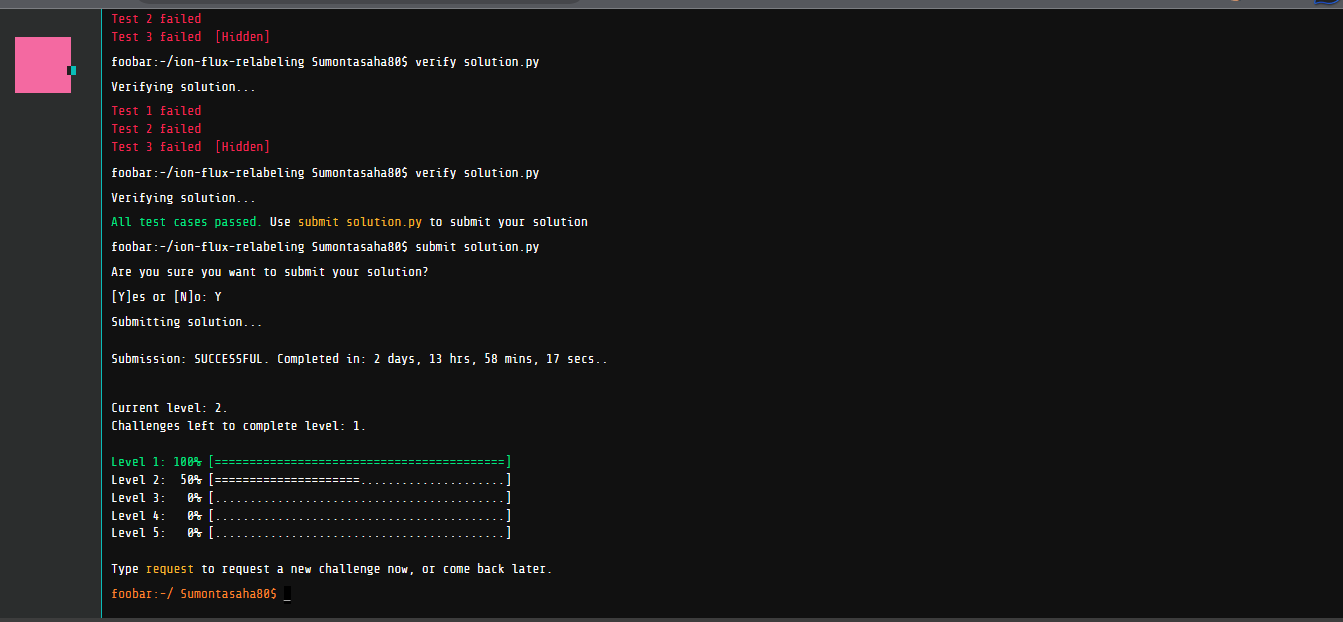 Test 2 failed
Test 3 failed  [Hidden]
foobar:~/ion-flux-relabeling Sumontasaha80$ verify solution.py
Verifying solution...
Test 1 failed
Test 2 failed
Test 3 failed  [Hidden]
foobar:~/ion-flux-relabeling Sumontasaha80$ verify solution.py
Verifying solution...
All test cases passed. Use submit solution.py to submit your solution
foobar:~/ion-flux-relabeling Sumontasaha80$ submit solution.py
Are you sure you want to submit your solution?
[Y]es or [N]o: Y
Submitting solution...
Submission: SUCCESSFUL. Completed in: 2 days, 13 hrs, 58 mins, 17 secs..
Current level: 2.
Challenges left to complete level: 1.
Level 1: 100% [==========================================]
Level 2:  50% [=====================.....................]
Level 3:   0% [..........................................]
Level 4:   0% [..........................................]
Level 5:   0% [..........................................]
Type request to request a new challenge now, or come back later.
foobar:~/ Sumontasaha80$ _